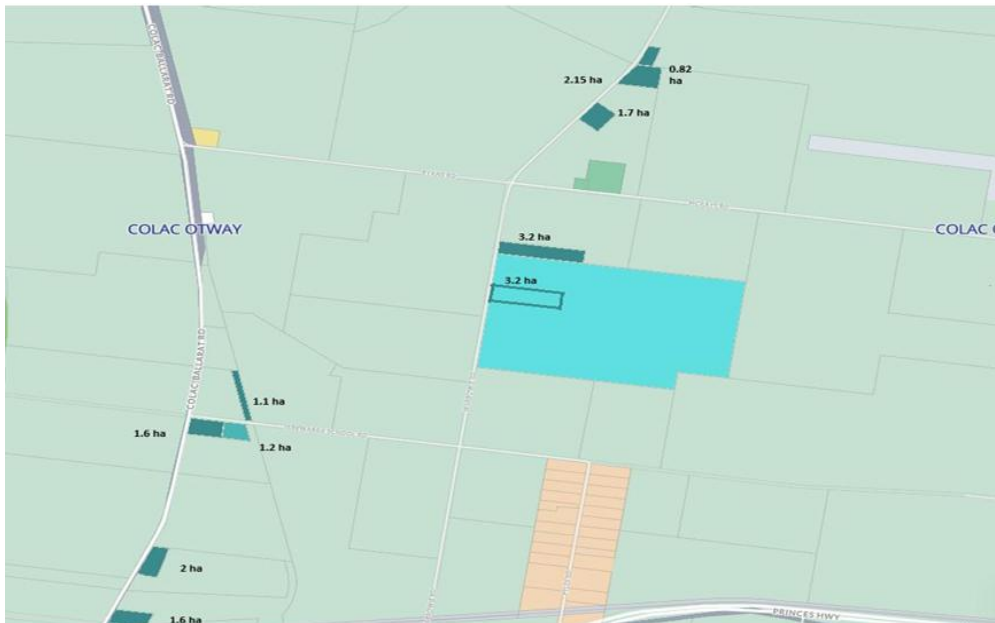 COLAC BALLARAT RD
2.15 ha
0.82
ha
1.7 ha
COLAC OTWAY
COLAC O
3.2 ha
3.2 ha
COLAC BALLARAT RD
1.1 ha
1.6 ha
SCHOOL RD
1.2 ha
2 ha
1.6 ha
PRINCES HWY